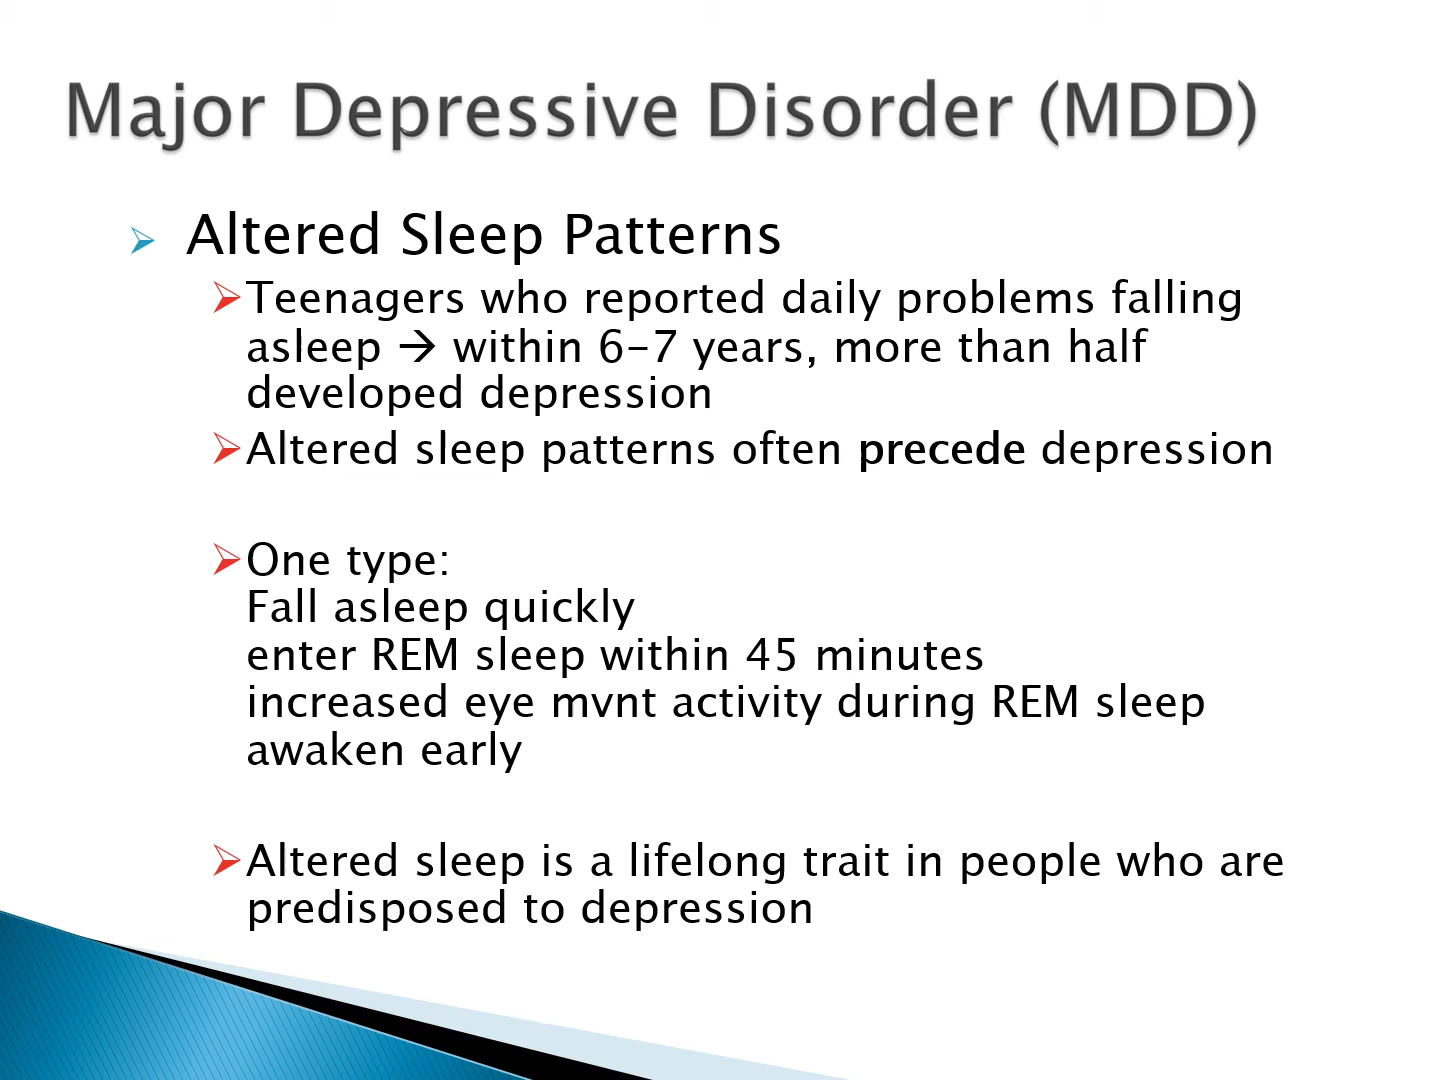 Major Depressive Disorder (MDD)
Altered Sleep Patterns
Teenagers who reported daily problems falling
asleep → within 6-7 years, more than half
developed depression
Altered sleep patterns often precede depression
One type:
Fall asleep quickly
enter REM sleep within 45 minutes
increased eye mvnt activity during REM sleep
awaken early
Altered sleep is a lifelong trait in people who are
predisposed to depression